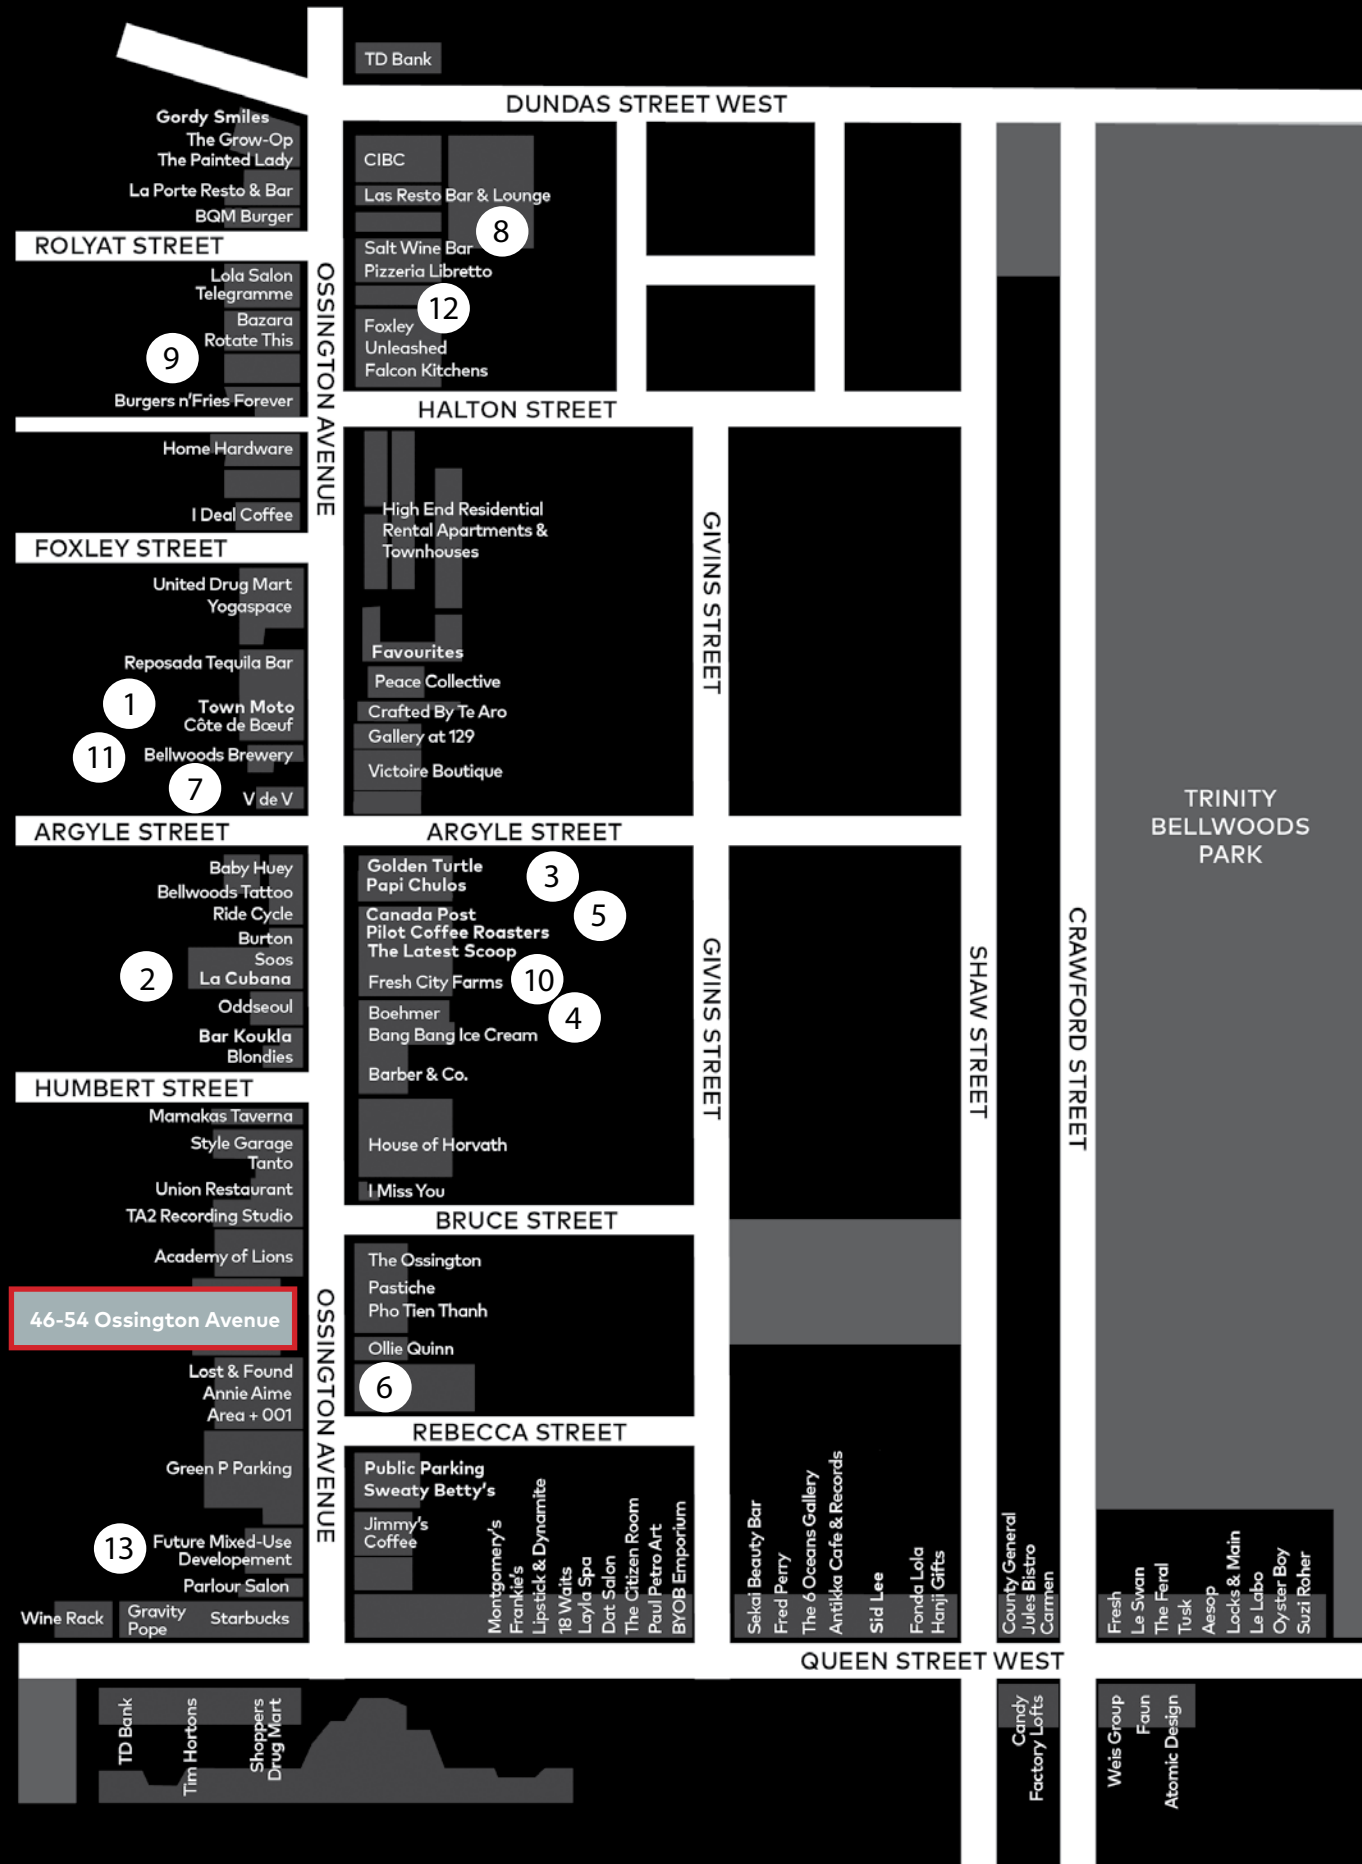 TD Bank
DUNDAS STREET WEST
Gordy Smiles
The Grow-Op
The Painted Lady
La Porte Resto & Bar
BQM Burger
CIBC
Las Resto Bar & Lounge
8
Salt Wine Bar
Pizzeria Libretto
12
Foxley
Unleashed
Falcon Kitchens
ROLYAT STREET
Lola Salon
Telegramme
Bazara
Rotate This
9
Burgers n'Fries Forever
OSSINGTON AVENUE
HALTON STREET
Home Hardware
I Deal Coffee
High End Residential
Rental Apartments &
Townhouses
FOXLEY STREET
United Drug Mart
Yogaspace
Reposada Tequila Bar
1
Town Moto
Côte de Bœuf
11
Bellwoods Brewery
7
V de V
Favourites
Peace Collective
Crafted By Te Aro
Gallery at 129
Victoire Boutique
GIVINS STREET
TRINITY
BELLWOODS
PARK
ARGYLE STREET
ARGYLE STREET
Baby Huey
Bellwoods Tattoo
Ride Cycle
Burton
Soos
2
La Cubana
Oddseoul
Bar Koukla
Blondies
Golden Turtle
Papi Chulos
3
5
Canada Post
Pilot Coffee Roasters
The Latest Scoop
Fresh City Farms
10
4
Boehmer
Bang Bang Ice Cream
Barber & Co.
House of Horvath
I Miss You
GIVINS STREET
SHAW STREET
CRAWFORD STREET
HUMBERT STREET
Mamakas Taverna
Style Garage
Tanto
Union Restaurant
TA2 Recording Studio
Academy of Lions
46-54 Ossington Avenue
Lost & Found
Annie Aime
Area + 001
Green P Parking
13
Future Mixed-Use
Developement
Parlour Salon
Wine Rack
Gravity
Pope
Starbucks
OSSINGTON AVENUE
BRUCE STREET
The Ossington
Pastiche
Pho Tien Thanh
Ollie Quinn
6
REBECCA STREET
Public Parking
Sweaty Betty's
Jimmy's
Coffee
Montgomery's
Frankie's
Lipstick & Dynamite
18 Waits
Layla Spa
Dat Salon
The Citizen Room
Paul Petro Art
BYOB Emporium
Sekai Beauty Bar
Fred Perry
The 6 Oceans Gallery
Antikka Cafe & Records
Sid Lee
Fonda Lola
Hanji Gifts
County General
Jules Bistro
Carmen
Fresh
Le Swan
The Feral
Tusk
Aesop
Locks & Main
Le Labo
Oyster Boy
Suzi Roher
QUEEN STREET WEST
TD Bank
Tim Hortons
Shoppers
Drug Mart
Candy
Factory Lofts
Weis Group
Faun
Atomic Design